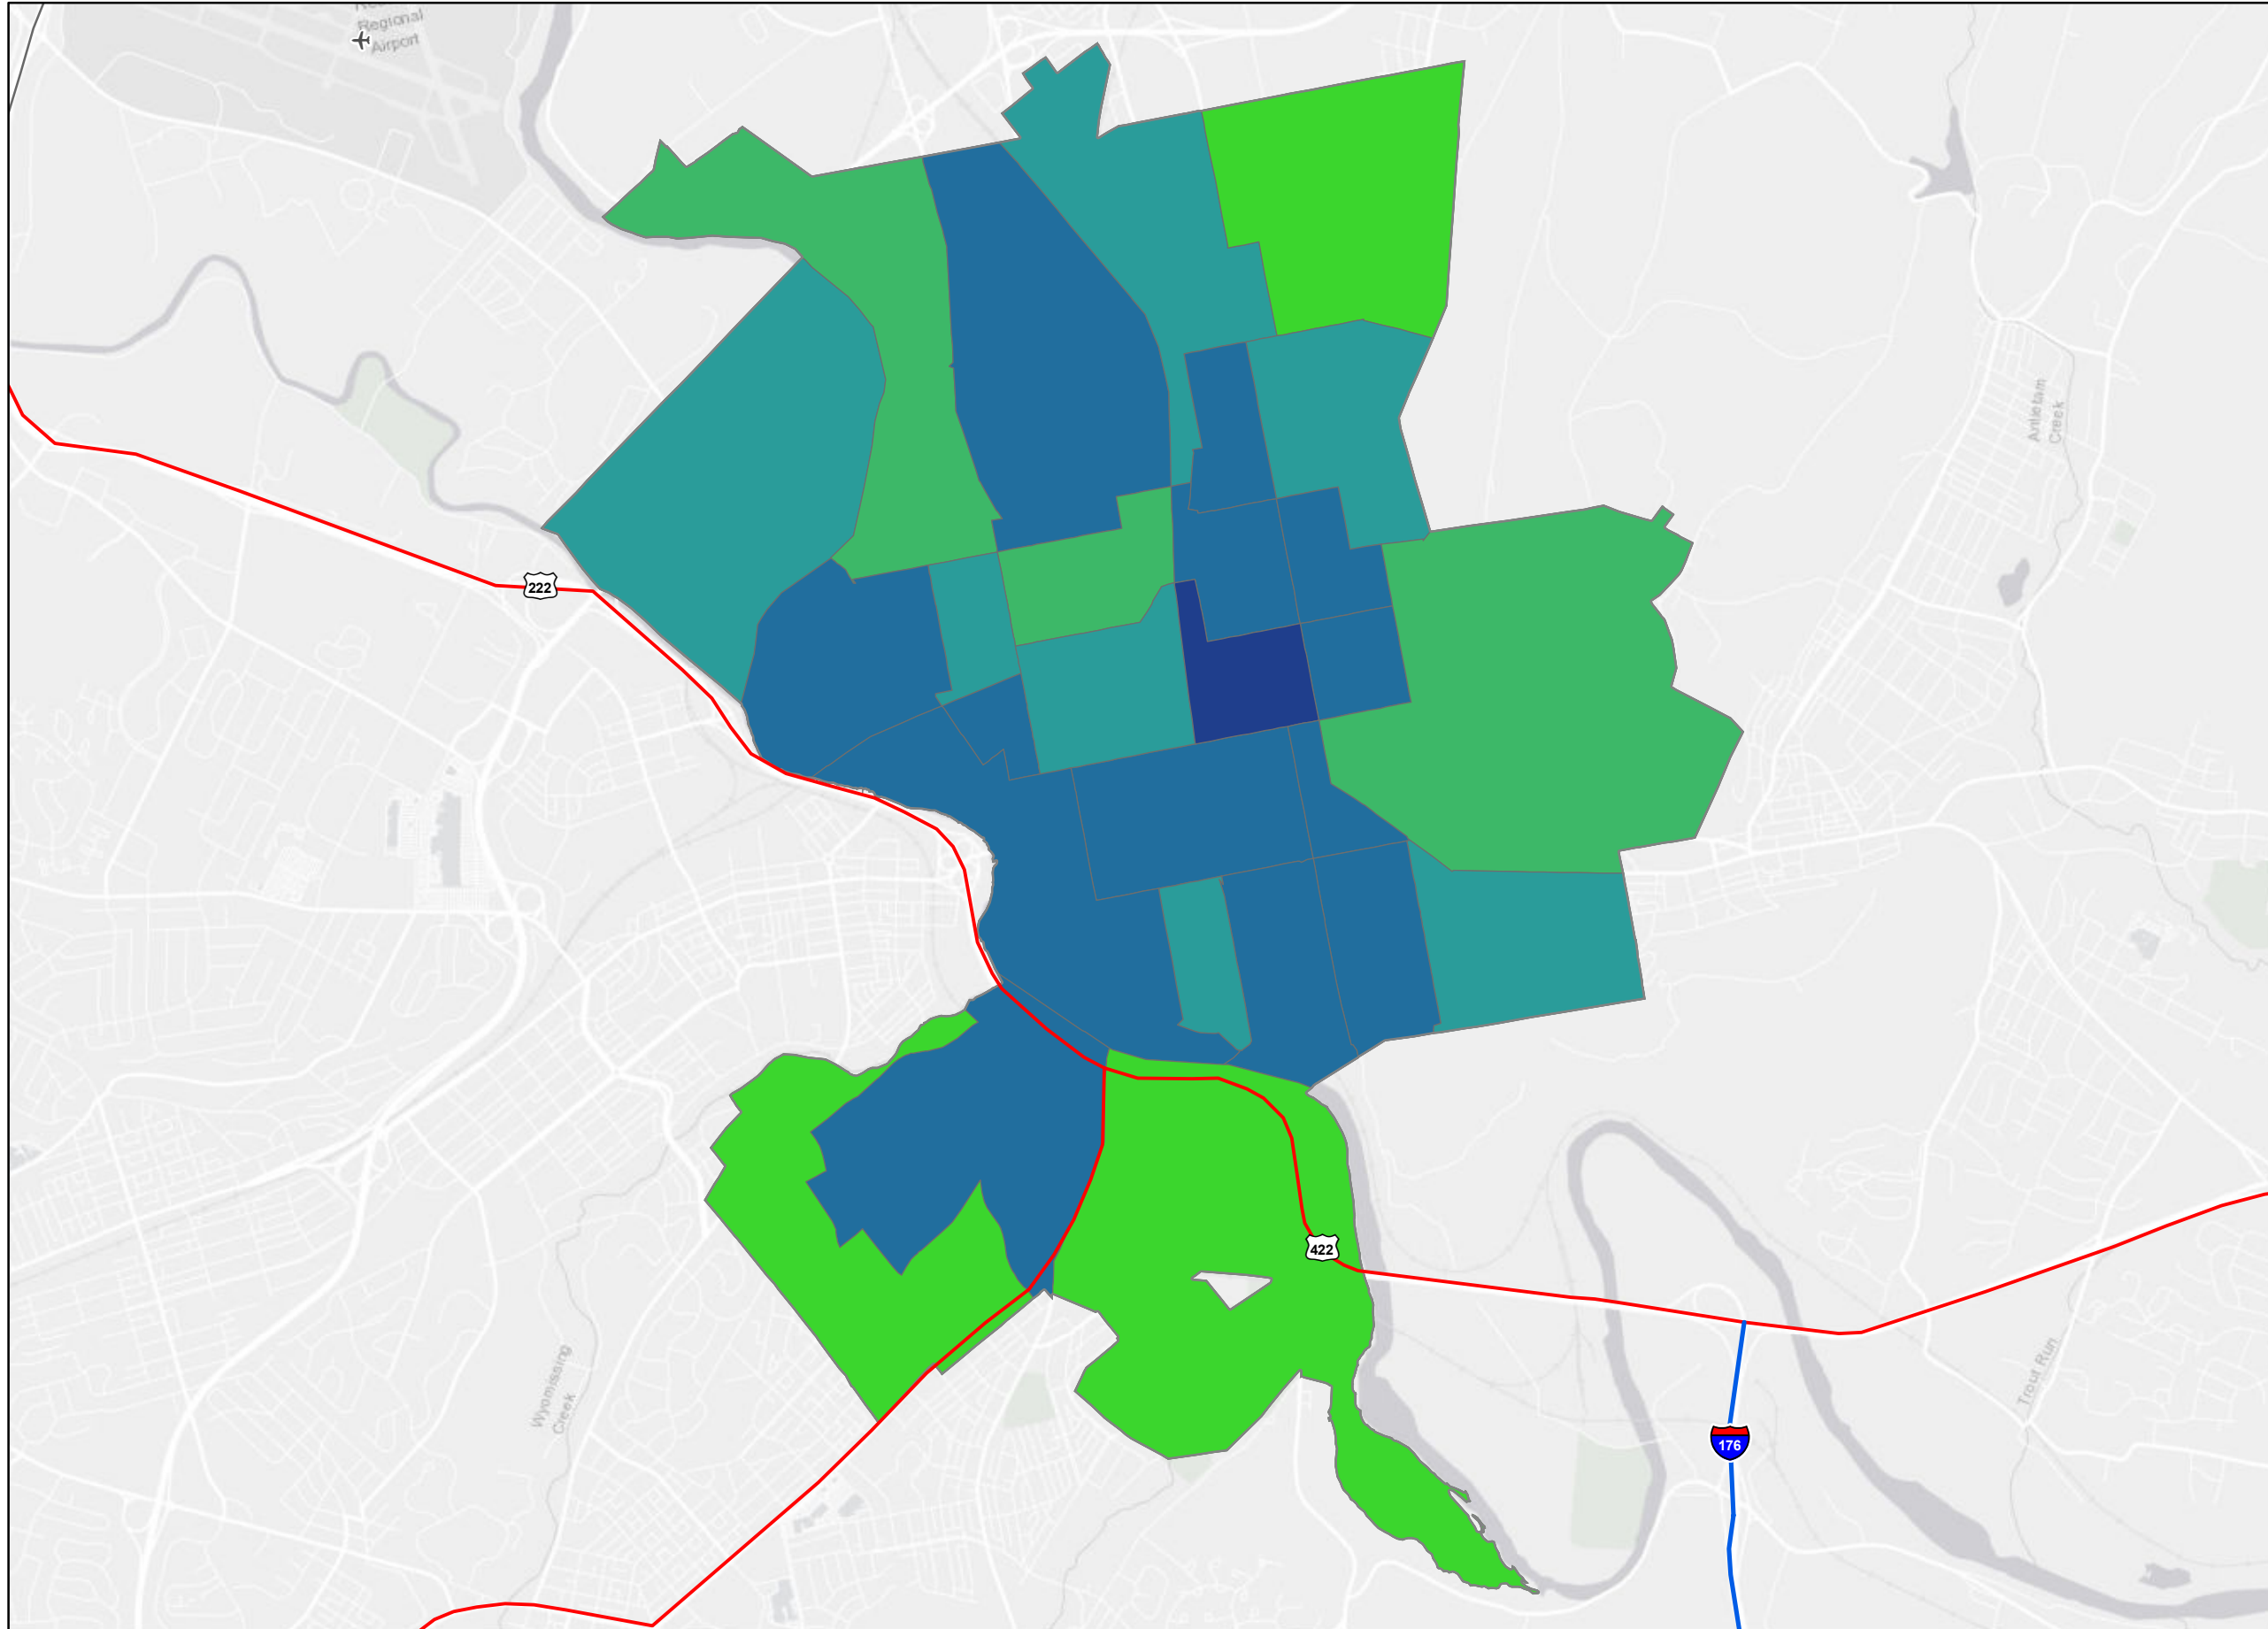 Regional
Airport
Antietam
Creek
222
422
Wyomissing
Creek
Trout Run
176